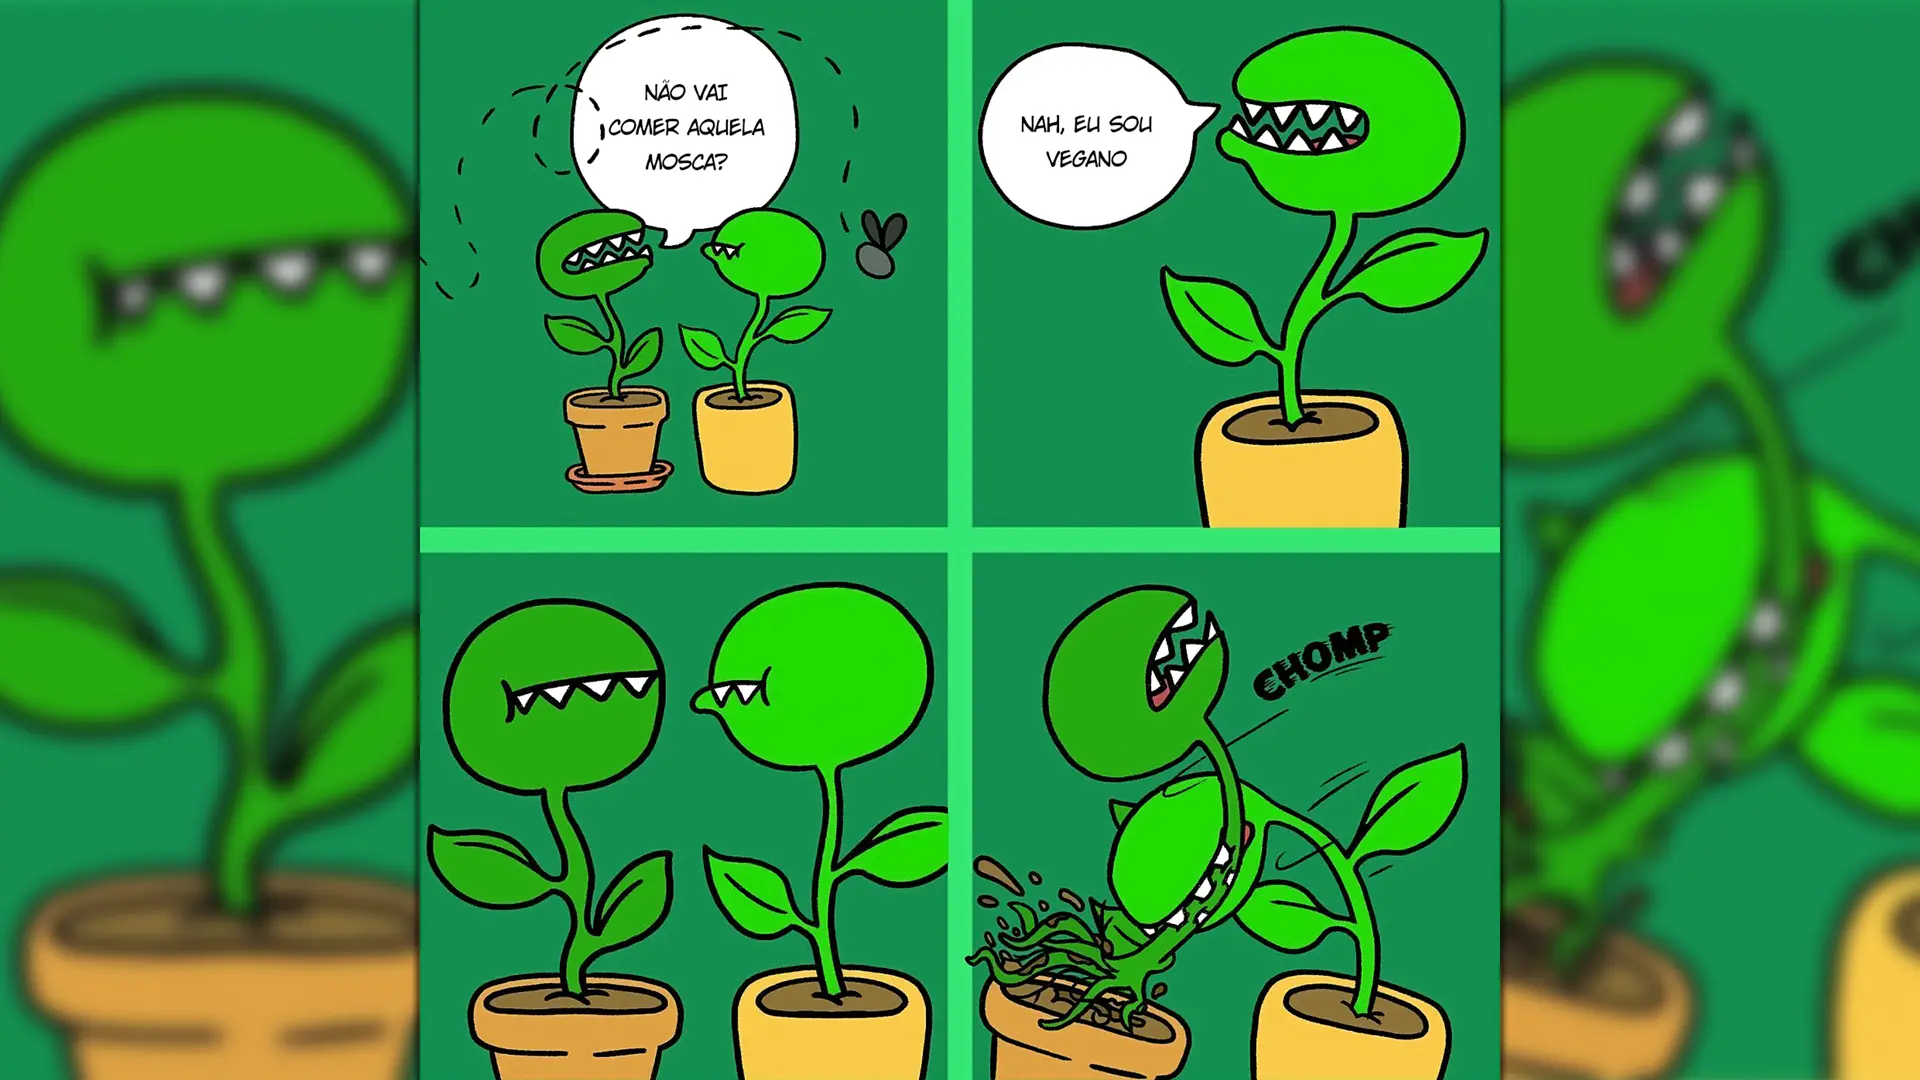 NÃO VAI
COMER AQUELA
MOSCA?
NAH, EU SOU
VEGANO
CHOMP